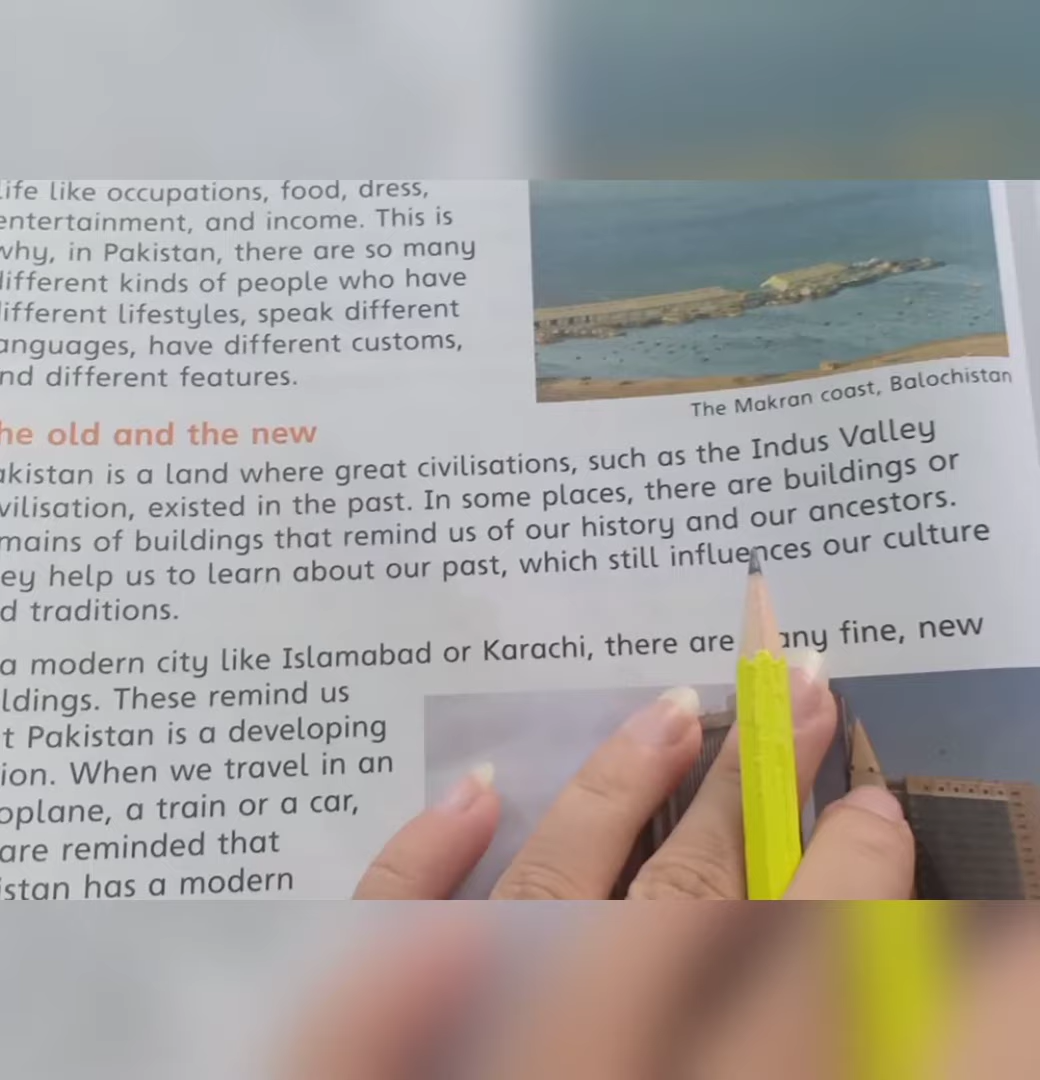 life like occupations, food, dress,
entertainment, and income. This is
why, in Pakistan, there are so many
different kinds of people who have
different lifestyles, speak different
languages, have different customs,
nd different features.
The Makran coast, Balochistan
he old and the new
akistan is a land where great civilisations, such as the Indus Valley
vilisation, existed in the past. In some places, there are buildings or
mains of buildings that remind us of our history and our ancestors.
ey help us to learn about our past, which still influences our culture
d traditions.
a modern city like Islamabad or Karachi, there are any fine, new
ldings. These remind us
t Pakistan is a developing
ion. When we travel in an
oplane, a train or a car,
are reminded that
istan has a modern